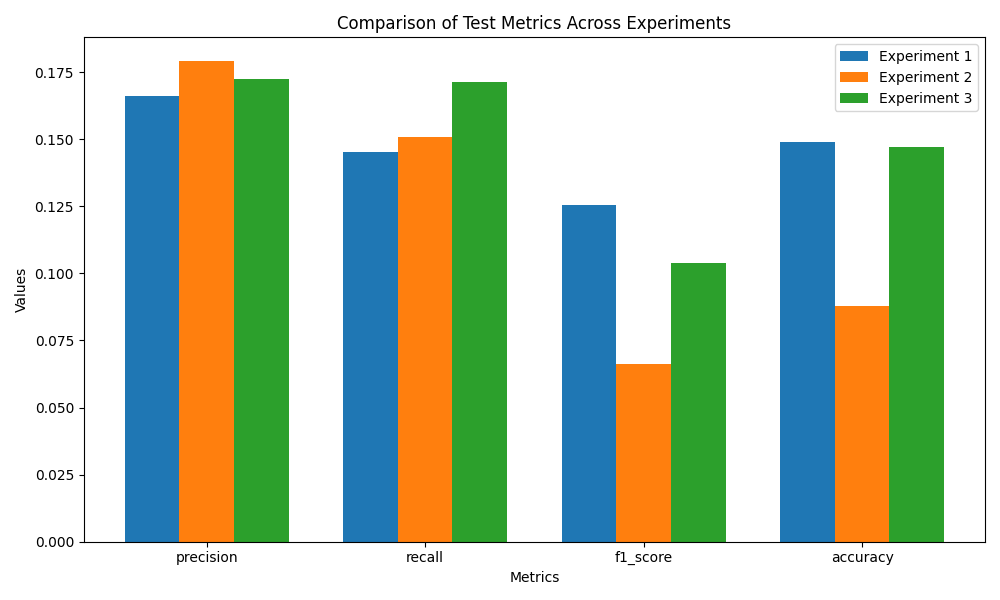 Comparison of Test Metrics Across Experiments
Experiment 1
Experiment 2
Experiment 3
Values
0.175
0.150
0.125
0.100
0.075
0.050
0.025
0.000
precision recall f1_score accuracy
Metrics